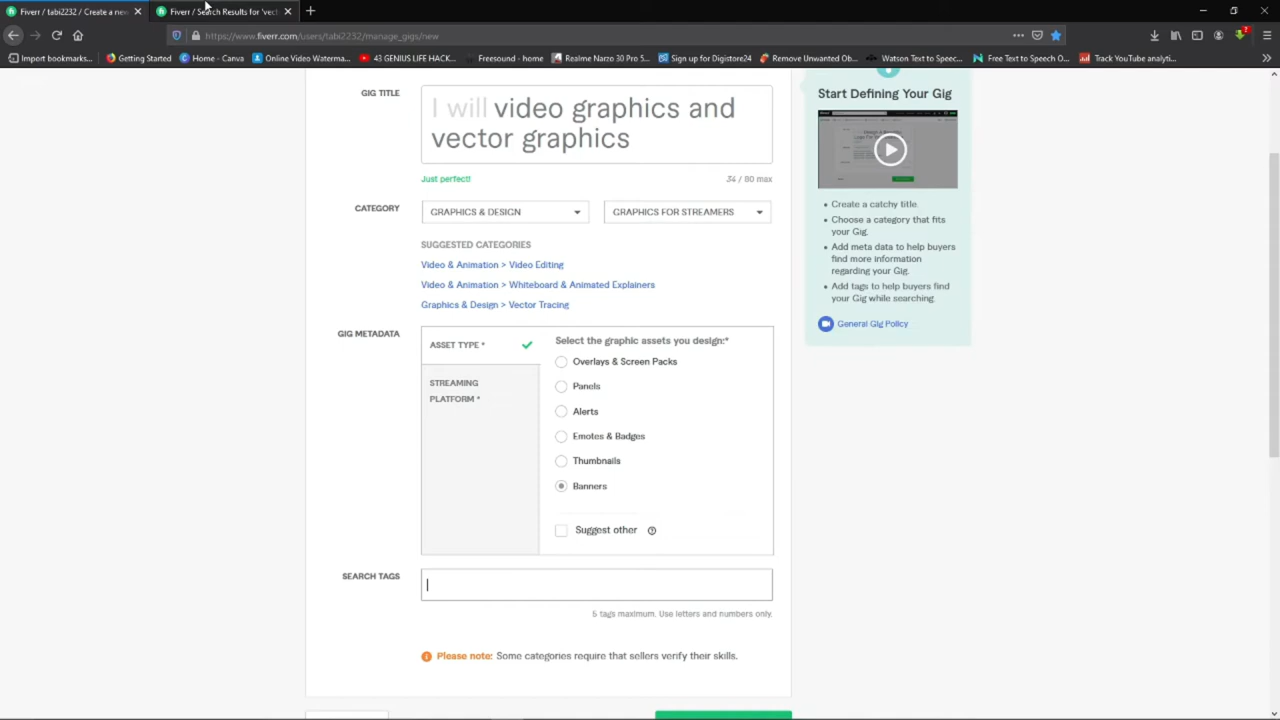 Fiverr / tabi2232 / Create a new
Fiverr / Search Results for 'vect
https://www.fiverr.com/users/tabi2232/manage_gigs/new
Import bookmarks...
Getting Started
Home - Canva
Online Video Waterma...
43 GENIUS LIFE HACK...
Freesound - home
Realme Narzo 30 Pro 5...
Sign up for Digistore24
Remove Unwanted Ob...
Watson Text to Speec...
Free Text to Speech O...
Track YouTube analyti...
GIG TITLE
I will video graphics and
vector graphics
Just perfect!
34 / 80 max
CATEGORY
GRAPHICS & DESIGN
GRAPHICS FOR STREAMERS
SUGGESTED CATEGORIES
Video & Animation > Video Editing
Video & Animation > Whiteboard & Animated Explainers
Graphics & Design > Vector Tracing
GIG METADATA
ASSET TYPE *
STREAMING
PLATFORM *
Select the graphic assets you design:*
Overlays & Screen Packs
Panels
Alerts
Emotes & Badges
Thumbnails
Banners
Suggest other
SEARCH TAGS
5 tags maximum. Use letters and numbers only.
Please note: Some categories require that sellers verify their skills.
Start Defining Your Gig
Create a catchy title.
Choose a category that fits
your Gig.
Add meta data to help buyers
find more information
regarding your Gig.
Add tags to help buyers find
your Gig while searching.
General Gig Policy